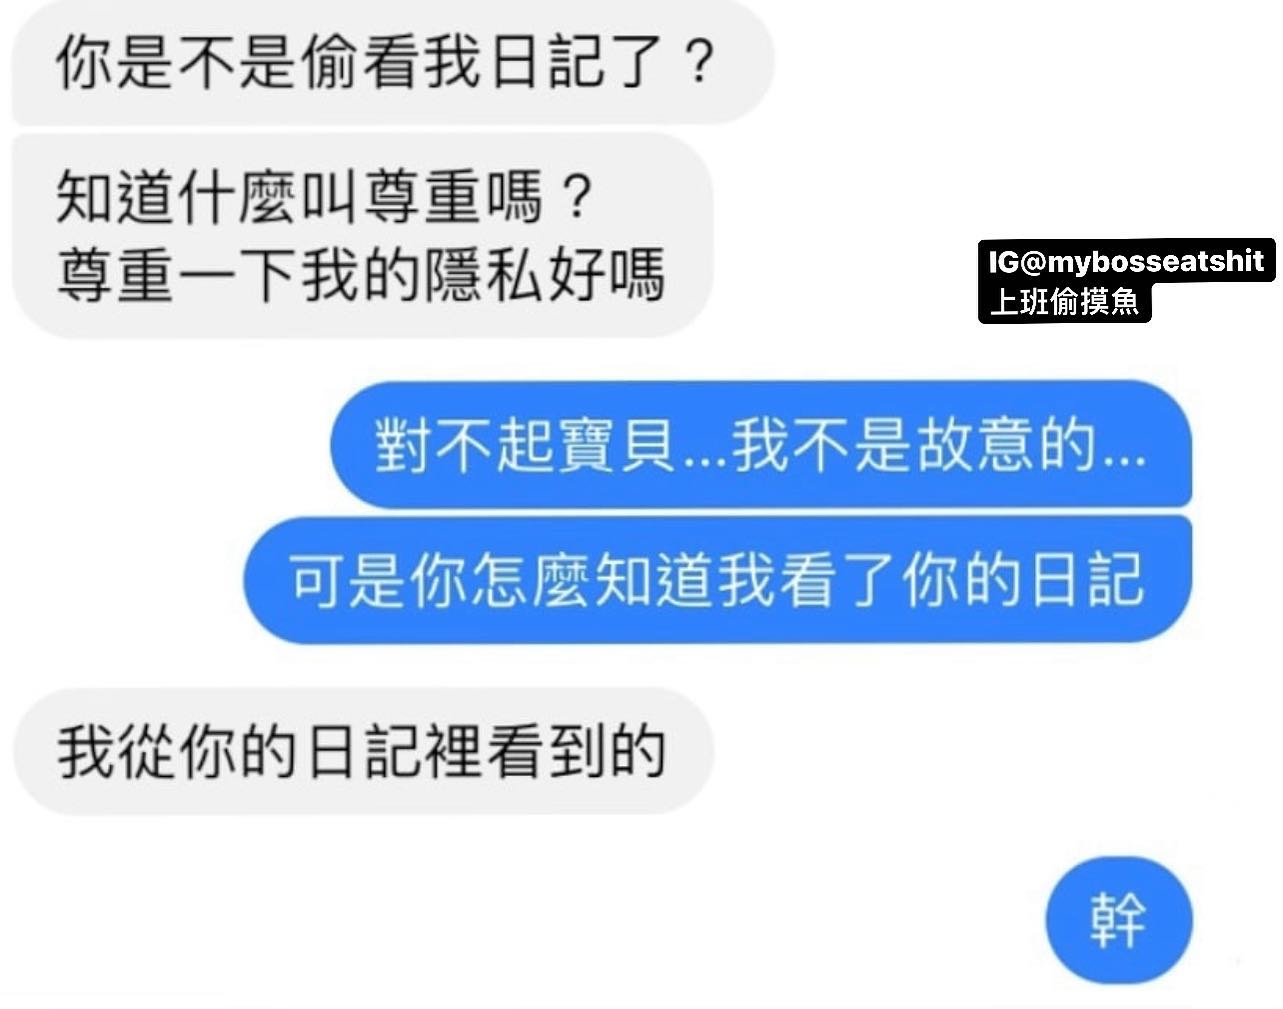 你是不是偷看我日記了？
知道什麼叫尊重嗎？
尊重一下我的隱私好嗎
IG@mybosseatshit
上班偷摸魚
對不起寶貝...我不是故意的...
可是你怎麼知道我看了你的日記
我從你的日記裡看到的
幹